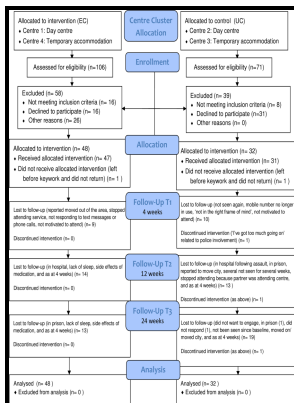 Allocated to intervention (EC)
♦ Centre 1: Day centre
♦ Centre 4: Temporary accommodation
Centre Cluster
Allocation
Allocated to control (UC)
♦ Centre 2: Day centre
♦ Centre 3: Temporary accommodation
Assessed for eligibility (n=106)
Assessed for eligibility (n=71)
Enrollment
Excluded (n= 58)
♦ Not meeting inclusion criteria (n= 16)
♦ Declined to participate (n= 16)
♦ Other reasons (n= 26)
Excluded (n= 39)
♦ Not meeting inclusion criteria (n= 8)
♦ Declined to participate (n=31)
♦ Other reasons (n= 0)
Allocation
Allocated to intervention (n= 48)
♦ Received allocated intervention (n= 47)
♦ Did not receive allocated intervention (left
before keywork and did not return) (n= 1 )
Allocated to intervention (n= 32)
♦ Received allocated intervention (n= 31)
♦ Did not receive allocated intervention (left
before keywork and did not return) (n= 1 )
Follow-Up T1
4 weeks
Lost to follow-up (reported moved out of the area, stopped
attending service, not responding to text messages or
phone calls, not motivated to attend) (n= 9)
Discontinued intervention (n= 0)
Lost to follow up (not seen again, mobile number no longer
in use, 'not in the right frame of mind', not motivated to
attend) (n= 19)
Discontinued intervention ('I've got too much going on'/
related to police involvement) (n= 1)
Follow-Up T2
12 weeks
Lost to follow-up (in hospital, lack of sleep, side effects of
medication, and as at 4 weeks) (n= 14)
Discontinued intervention (n= 0)
Lost to follow-up (in hospital following assault, in prison,
reported to move city, several not seen for several weeks,
stopped attending because partner was attending centre,
and as at 4 weeks) (n= 13)
Discontinued intervention (as above) (n= 1)
Follow-Up T3
24 weeks
Lost to follow-up (in prison, lack of sleep, side effects of
medication, and as at 4 weeks) (n= 13)
Discontinued intervention (n= 0)
Lost to follow-up (did not want to engage, in prison (1), did
not respond (1), not been seen since baseline, moved on/
moved city, and as at 4 weeks) (n= 19)
Discontinued intervention (as above) (n= 1)
Analysis
Analysed (n= 48 )
♦ Excluded from analysis (n= 0 )
Analysed (n= 32 )
♦ Excluded from analysis (n= 0 )